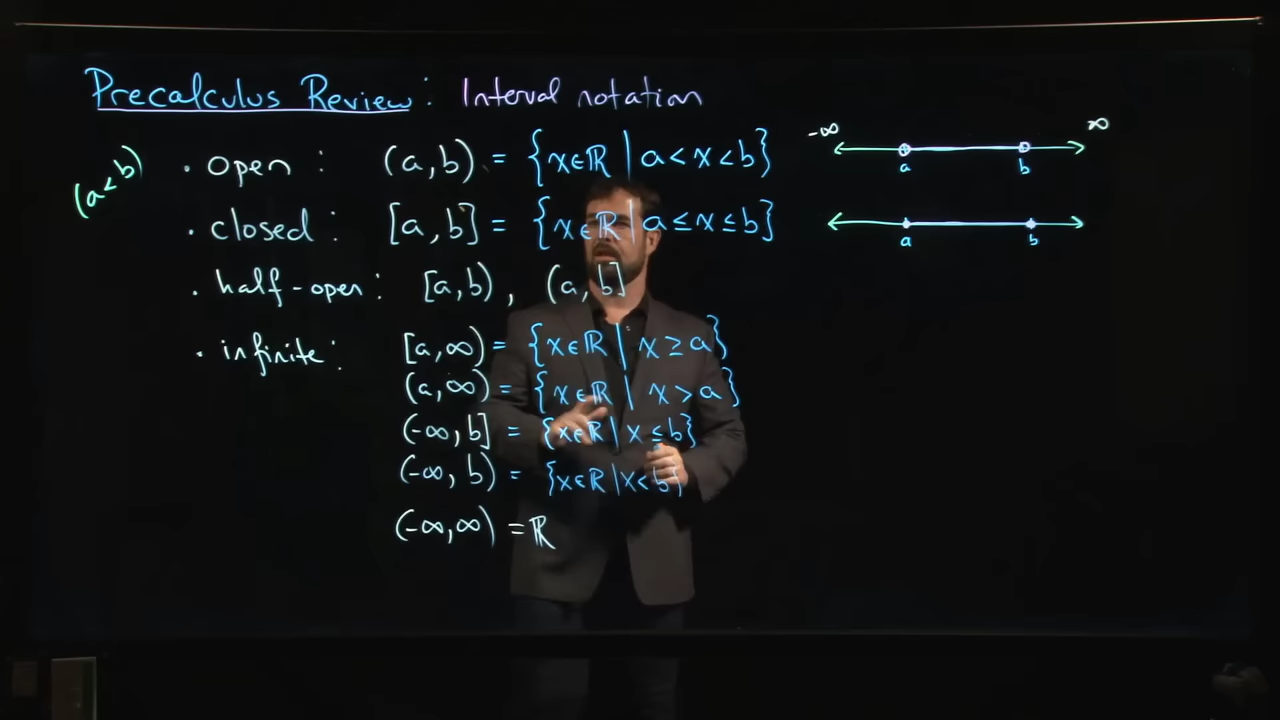 Precalculus Review: Interval notation
(a<b)
• open: (a,b) = {x∈ℝ | a<x<b}
-∞ ∞
a b
• closed: [a,b] = {x∈ℝ | a≤x≤b}
a b
• half-open: [a,b), (a,b]
• infinite: [a,∞) = {x∈ℝ | x≥a}
(a,∞) = {x∈ℝ | x>a}
(-∞,b] = {x∈ℝ | x≤b}
(-∞,b) = {x∈ℝ | x<b}
(-∞,∞) = ℝ